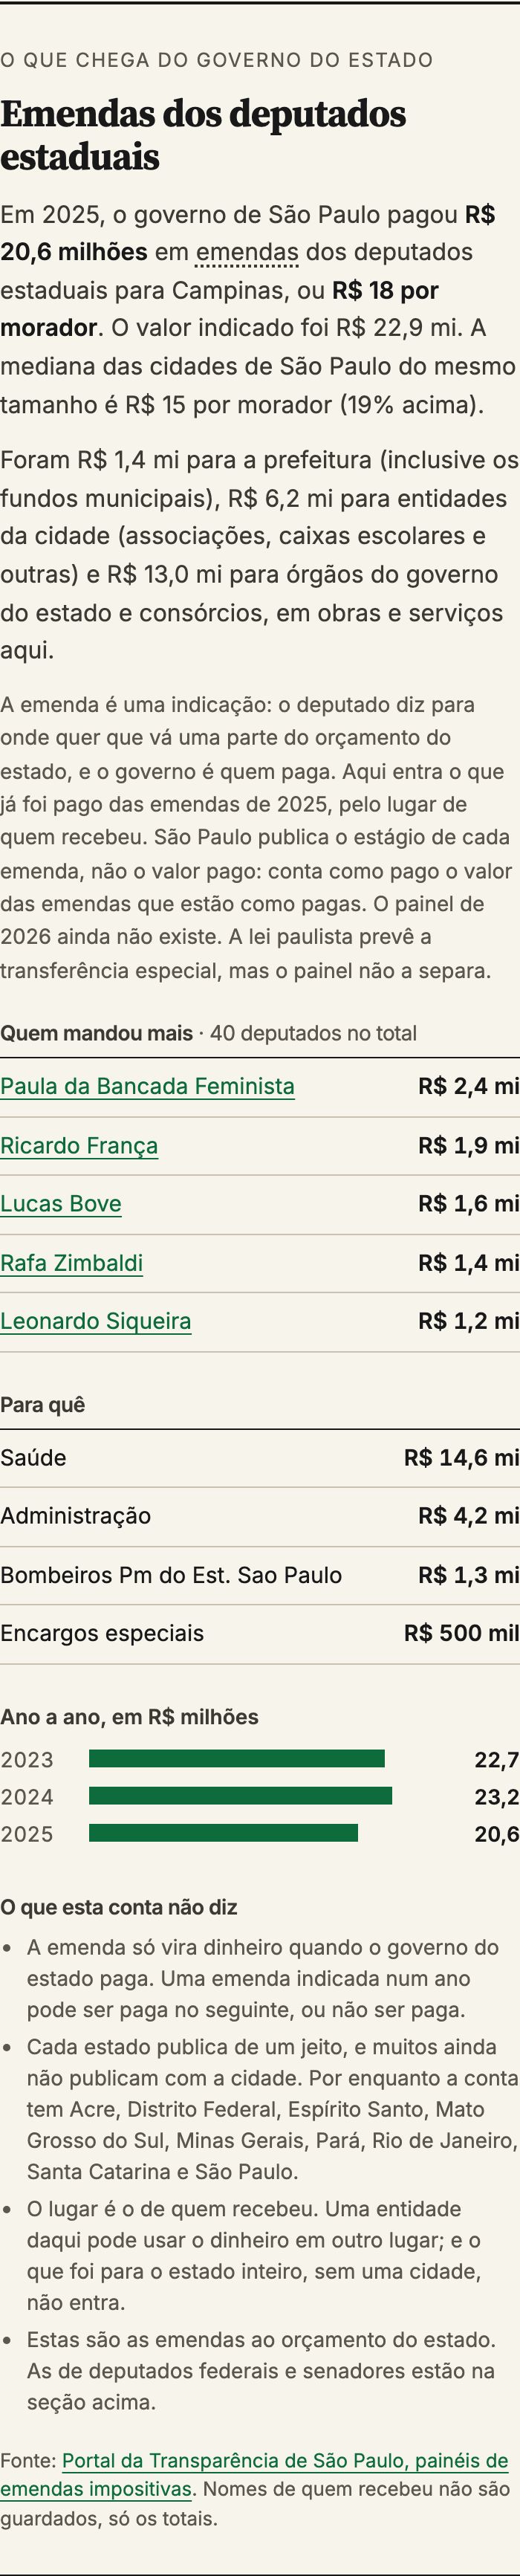 O QUE CHEGA DO GOVERNO DO ESTADO
Emendas dos deputados
estaduais
Em 2025, o governo de São Paulo pagou R$
20,6 milhões em emendas dos deputados
estaduais para Campinas, ou R$ 18 por
morador. O valor indicado foi R$ 22,9 mi. A
mediana das cidades de São Paulo do mesmo
tamanho é R$ 15 por morador (19% acima).
Foram R$ 1,4 mi para a prefeitura (inclusive os
fundos municipais), R$ 6,2 mi para entidades
da cidade (associações, caixas escolares e
outras) e R$ 13,0 mi para órgãos do governo
do estado e consórcios, em obras e serviços
aqui.
A emenda é uma indicação: o deputado diz para
onde quer que vá uma parte do orçamento do
estado, e o governo é quem paga. Aqui entra o que
já foi pago das emendas de 2025, pelo lugar de
quem recebeu. São Paulo publica o estágio de cada
emenda, não o valor pago: conta como pago o valor
das emendas que estão como pagas. O painel de
2026 ainda não existe. A lei paulista prevê a
transferência especial, mas o painel não a separa.
Quem mandou mais · 40 deputados no total
Paula da Bancada Feminista R$ 2,4 mi
Ricardo França R$ 1,9 mi
Lucas Bove R$ 1,6 mi
Rafa Zimbaldi R$ 1,4 mi
Leonardo Siqueira R$ 1,2 mi
Para quê
Saúde R$ 14,6 mi
Administração R$ 4,2 mi
Bombeiros Pm do Est. Sao Paulo R$ 1,3 mi
Encargos especiais R$ 500 mil
Ano a ano, em R$ milhões
2023 22,7
2024 23,2
2025 20,6
O que esta conta não diz
• A emenda só vira dinheiro quando o governo do
estado paga. Uma emenda indicada num ano
pode ser paga no seguinte, ou não ser paga.
• Cada estado publica de um jeito, e muitos ainda
não publicam com a cidade. Por enquanto a conta
tem Acre, Distrito Federal, Espírito Santo, Mato
Grosso do Sul, Minas Gerais, Pará, Rio de Janeiro,
Santa Catarina e São Paulo.
• O lugar é o de quem recebeu. Uma entidade
daqui pode usar o dinheiro em outro lugar; e o
que foi para o estado inteiro, sem uma cidade,
não entra.
• Estas são as emendas ao orçamento do estado.
As de deputados federais e senadores estão na
seção acima.
Fonte: Portal da Transparência de São Paulo, painéis de
emendas impositivas. Nomes de quem recebeu não são
guardados, só os totais.